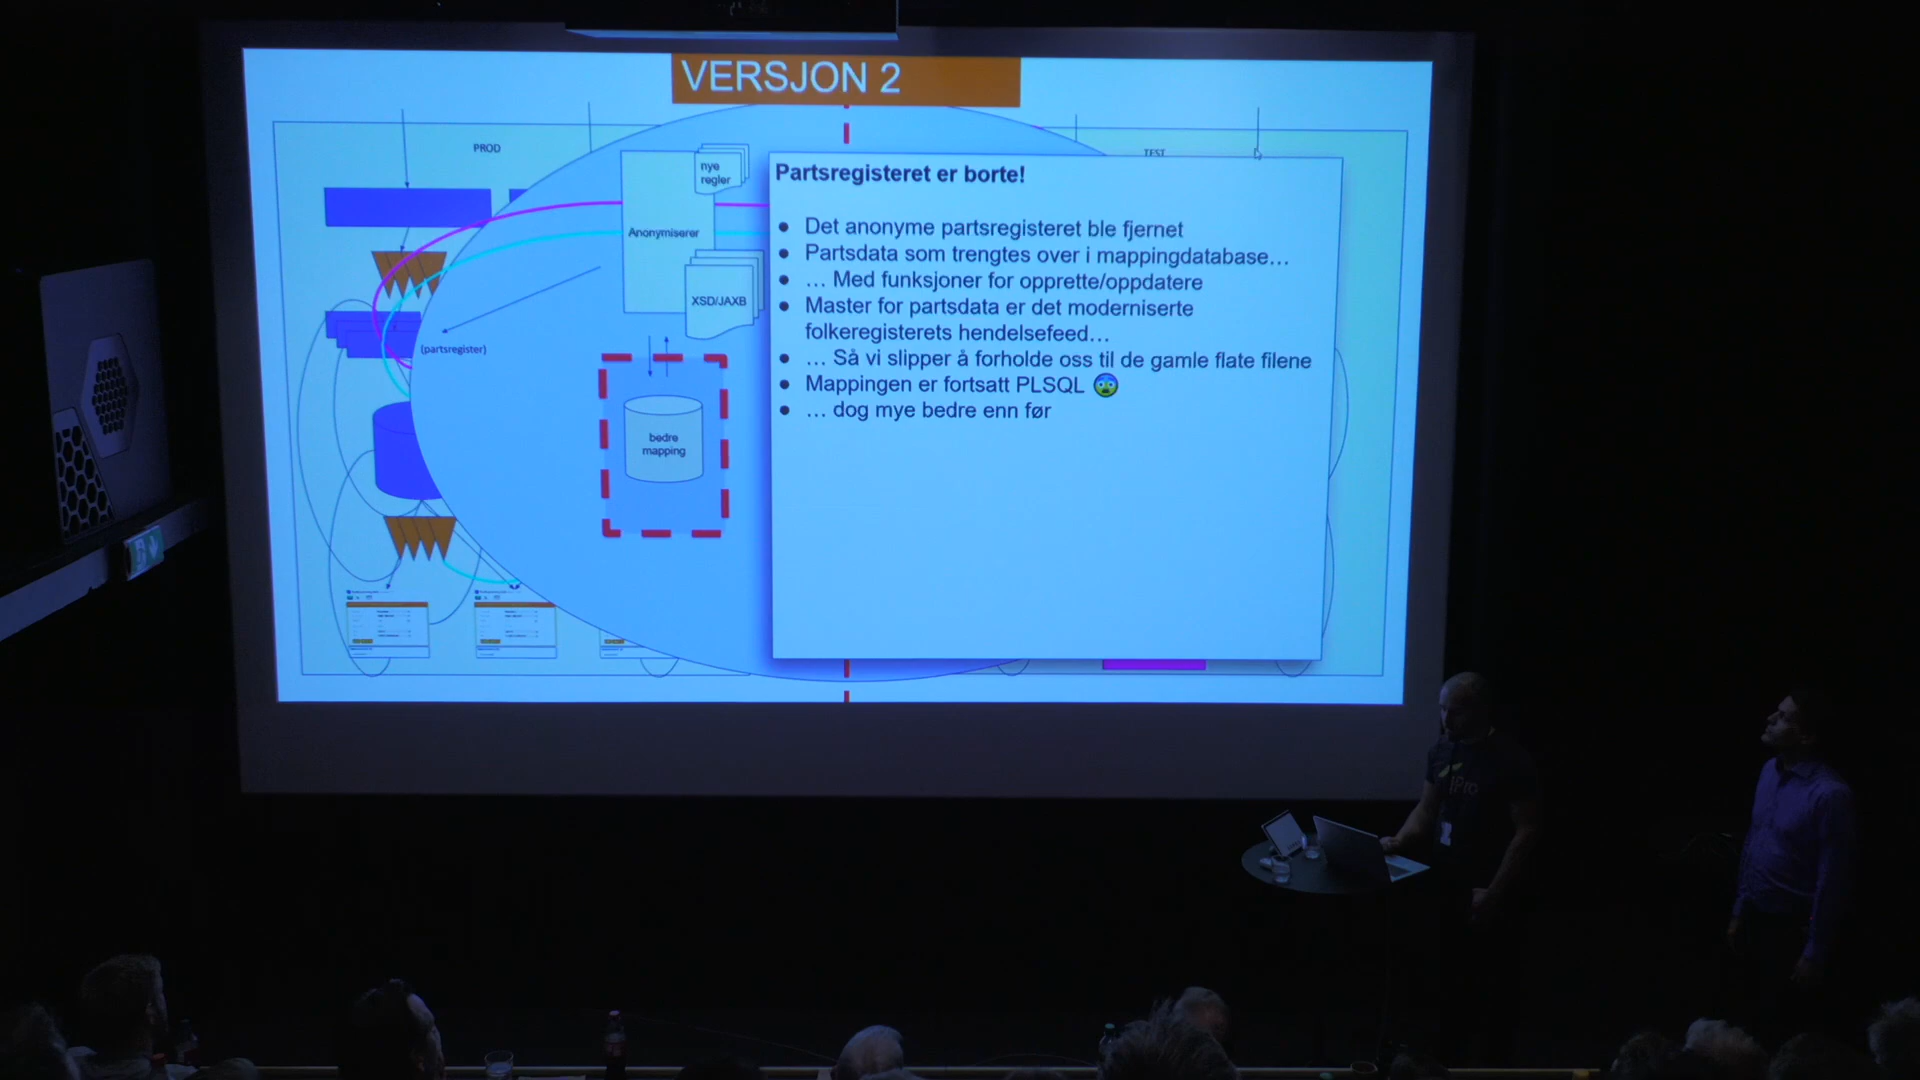 VERSJON 2
PROD
TEST
nye
regler
Anonymiserer
XSD/JAXB
(partsregister)
bedre
mapping
Partsregisteret er borte!
● Det anonyme partsregisteret ble fjernet
● Partsdata som trengtes over i mappingdatabase…
● … Med funksjoner for opprette/oppdatere
● Master for partsdata er det moderniserte
folkeregisterets hendelsefeed…
● … Så vi slipper å forholde oss til de gamle flate filene
● Mappingen er fortsatt PLSQL 😨
● … dog mye bedre enn før